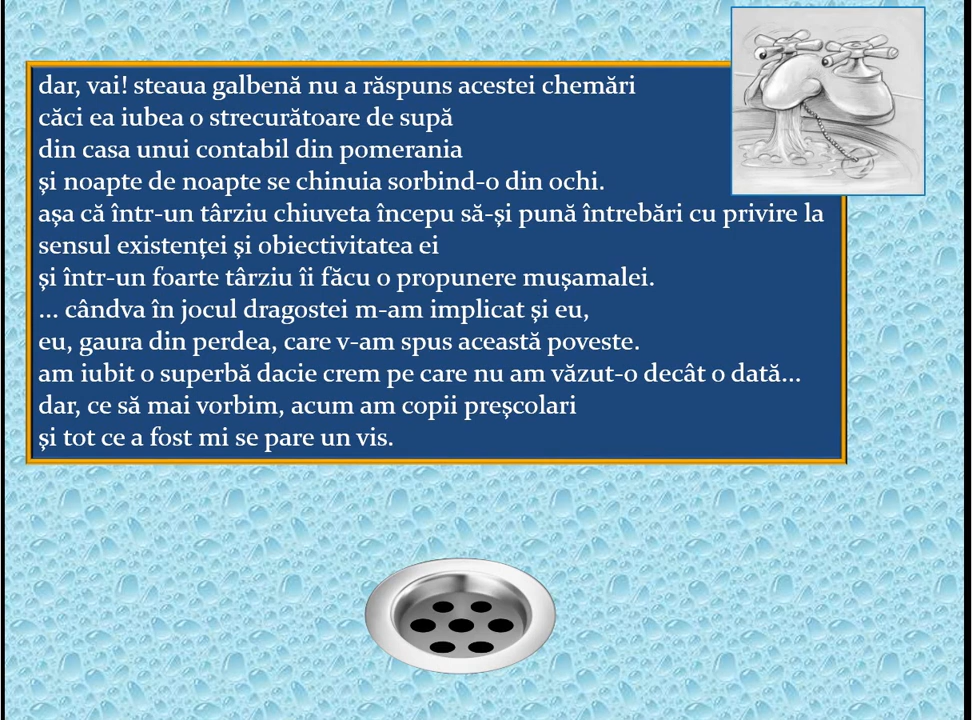 dar, vai! steaua galbenă nu a răspuns acestei chemări
căci ea iubea o strecurătoare de supă
din casa unui contabil din pomerania
și noapte de noapte se chinuia sorbind-o din ochi.
așa că într-un târziu chiuveta începu să-și pună întrebări cu privire la
sensul existenței și obiectivitatea ei
și într-un foarte târziu îi făcu o propunere mușamalei.
... cândva în jocul dragostei m-am implicat și eu,
eu, gaura din perdea, care v-am spus această poveste.
am iubit o superbă dacie crem pe care nu am văzut-o decât o dată...
dar, ce să mai vorbim, acum am copii preșcolari
și tot ce a fost mi se pare un vis.